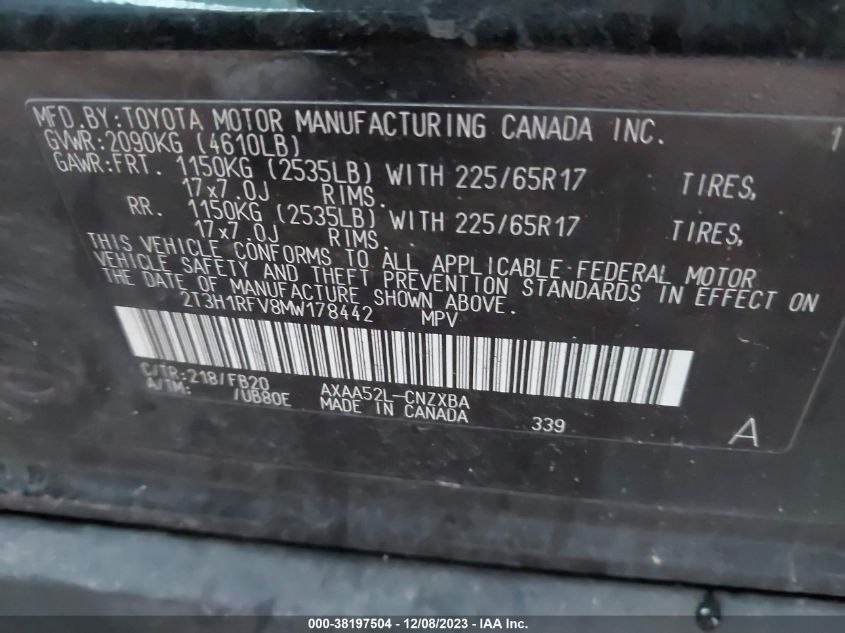 MFD.BY:TOYOTA MOTOR MANUFACTURING CANADA INC. 1
GVWR:2090KG (4610LB)
GAWR:FRT. 1150KG (2535LB) WITH 225/65R17 TIRES,
17x7.0J RIMS.
RR. 1150KG (2535LB) WITH 225/65R17 TIRES,
17x7.0J RIMS.
THIS VEHICLE CONFORMS TO ALL APPLICABLE FEDERAL MOTOR
VEHICLE SAFETY AND THEFT PREVENTION STANDARDS IN EFFECT ON
THE DATE OF MANUFACTURE SHOWN ABOVE.
2T3H1RFV8MW178442 MPV
C/TR:218/FB20 AXAA52L-CNZXBA
A/TM: /UB80E MADE IN CANADA 339 A
000-38197504 - 12/08/2023 - IAA Inc.